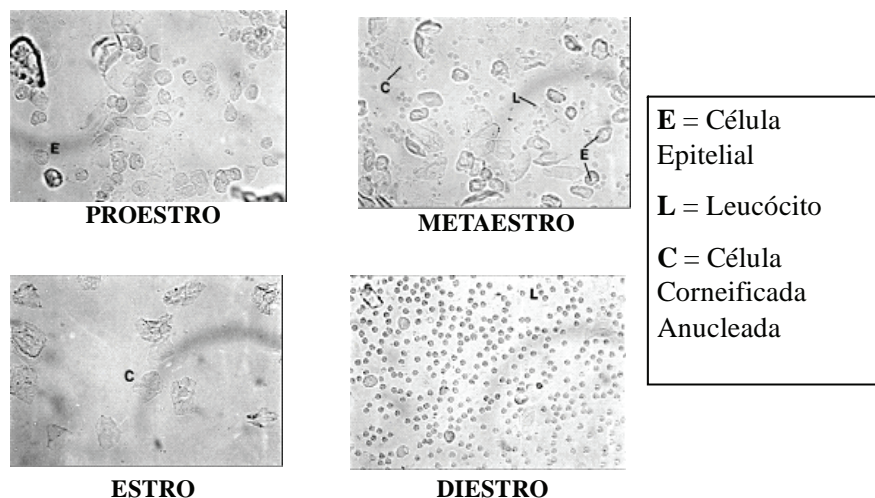 E
PROESTRO
C
L
E
METAESTRO
C
ESTRO
L
DIESTRO
E = Célula
Epitelial
L = Leucócito
C = Célula
Corneificada
Anucleada